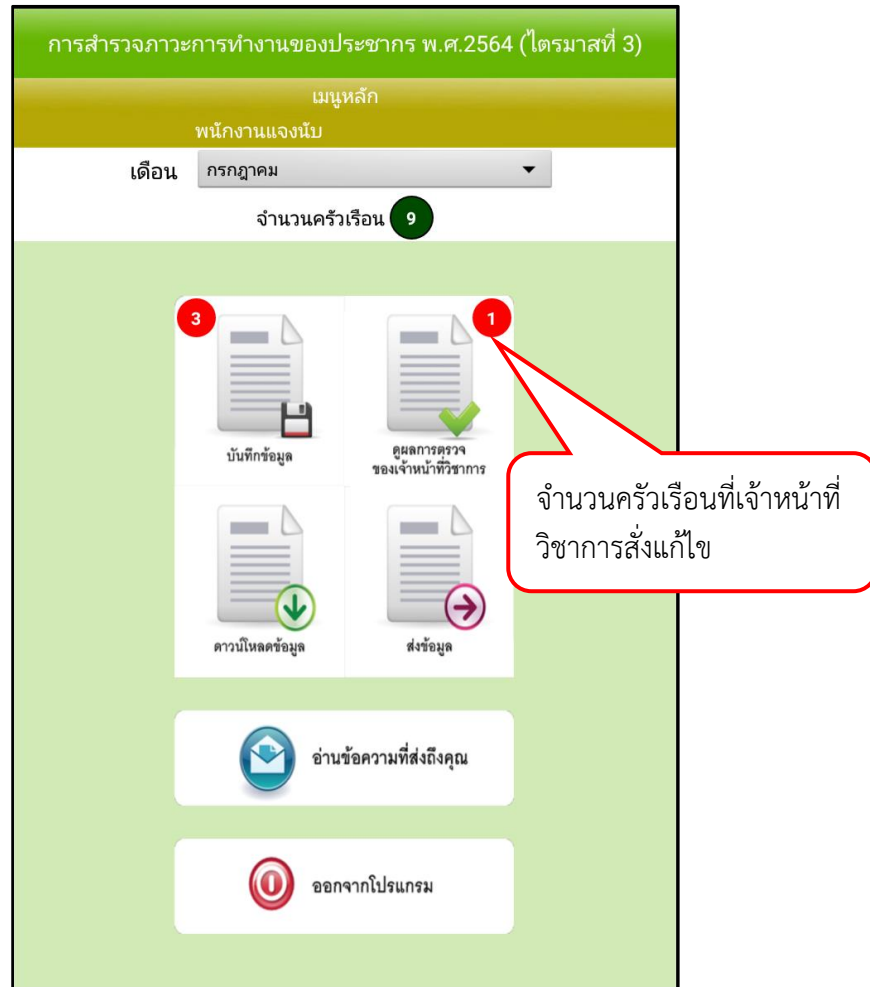 การสำรวจภาวะการทำงานของประชากร พ.ศ.2564 (ไตรมาสที่ 3)
เมนูหลัก
พนักงานแจงนับ
เดือน กรกฎาคม
จำนวนครัวเรือน 9
3
1
บันทึกข้อมูล
ดูผลการตรวจ
ของเจ้าหน้าที่วิชาการ
จำนวนครัวเรือนที่เจ้าหน้าที่
วิชาการสั่งแก้ไข
ดาวน์โหลดข้อมูล
ส่งข้อมูล
อ่านข้อความที่ส่งถึงคุณ
ออกจากโปรแกรม